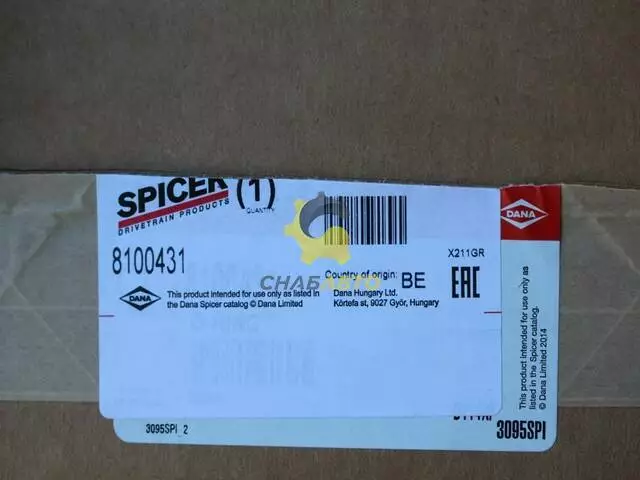 SPICER (1)
DRIVETRAIN PRODUCTS
QUANTITY
8100431
X211GR
Country of origin: BE
EAC
СНАБАВТО
DANA
This product intended for use only as listed in
the Dana Spicer catalog © Dana Limited
Dana Hungary Ltd.
Körtefa st, 9027 Győr, Hungary
DANA
This product intended for use only as
listed in the Spicer catalog.
© Dana Limited 2014
3095SPI 2
3095SPI